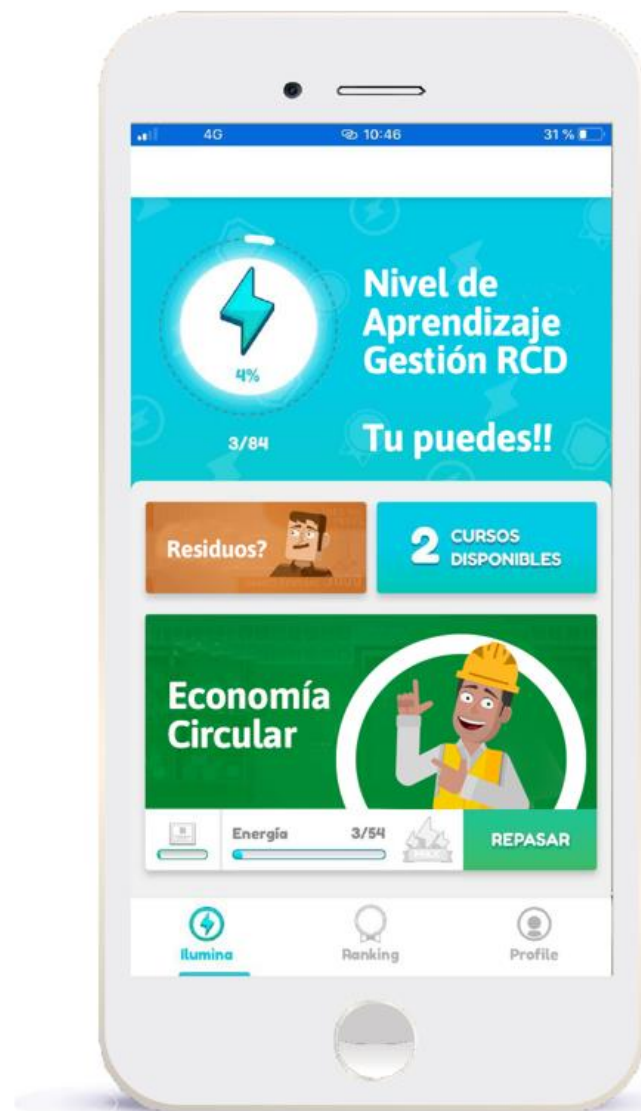 4G
10:46
31 %
Nivel de
Aprendizaje
Gestión RCD
4%
3/84
Tu puedes!!
Residuos?
2 CURSOS
DISPONIBLES
Economía
Circular
Energía
3/54
REPASAR
Ilumina
Ranking
Profile